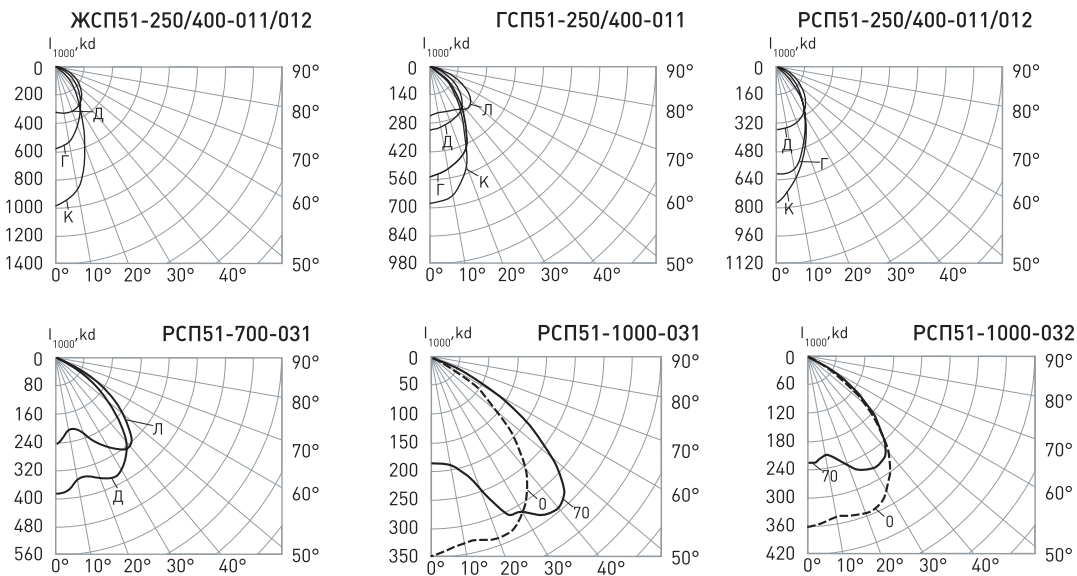 ЖСП51-250/400-011/012
I1000,kd
0
200
400
600
800
1000
1200
1400
90°
80°
70°
60°
50°
0° 10° 20° 30° 40°
Д
Г
К
ГСП51-250/400-011
I1000,kd
0
140
280
420
560
700
840
980
90°
80°
70°
60°
50°
0° 10° 20° 30° 40°
Л
Д
Г
К
РСП51-250/400-011/012
I1000,kd
0
160
320
480
640
800
960
1120
90°
80°
70°
60°
50°
0° 10° 20° 30° 40°
Д
Г
К
РСП51-700-031
I1000,kd
0
80
160
240
320
400
480
560
90°
80°
70°
60°
50°
0° 10° 20° 30° 40°
Л
Д
РСП51-1000-031
I1000,kd
0
50
100
150
200
250
300
350
90°
80°
70°
60°
50°
0° 10° 20° 30° 40°
0
70
РСП51-1000-032
I1000,kd
0
60
120
180
240
300
360
420
90°
80°
70°
60°
50°
0° 10° 20° 30° 40°
70
0